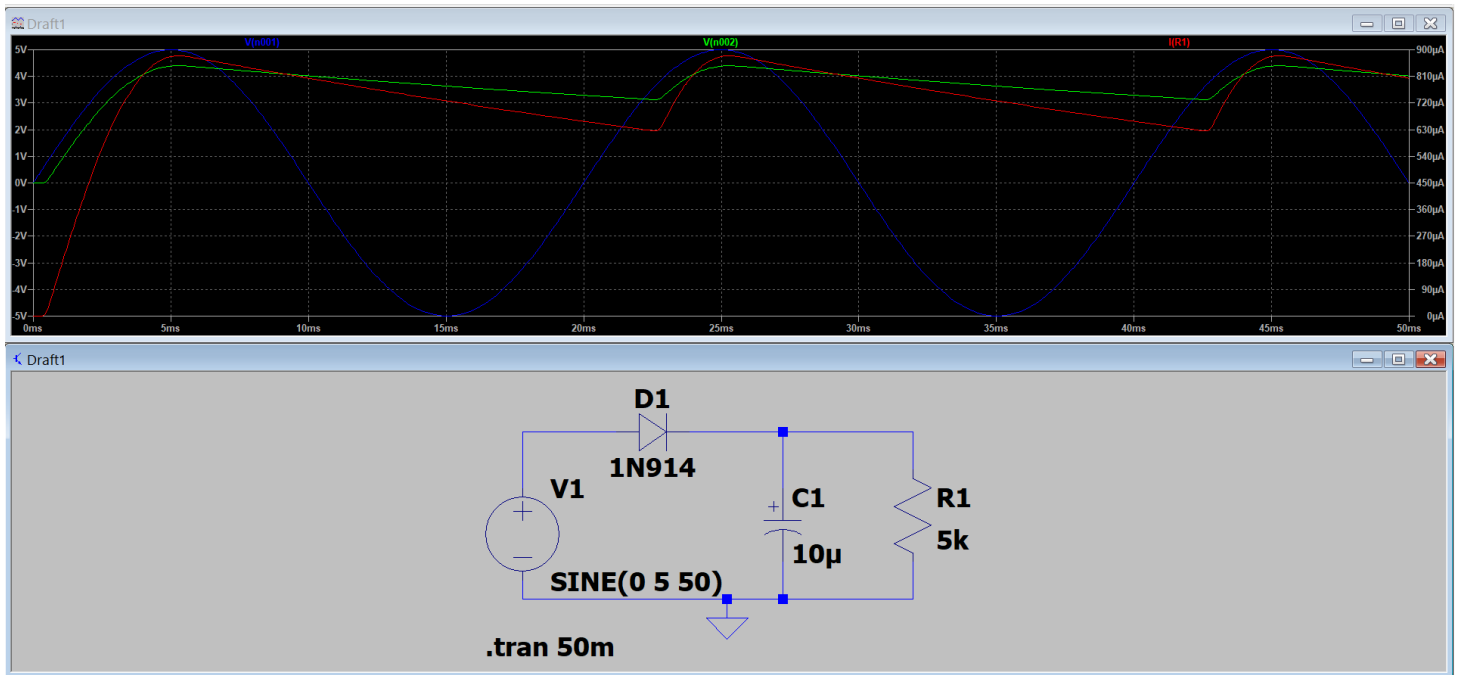 Draft1
V(n001) V(n002) I(R1)
5V 900µA
4V 810µA
3V 720µA
2V 630µA
1V 540µA
0V 450µA
-1V 360µA
-2V 270µA
-3V 180µA
-4V 90µA
-5V 0µA
0ms 5ms 10ms 15ms 20ms 25ms 30ms 35ms 40ms 45ms 50ms
Draft1
D1
1N914
V1
SINE(0 5 50)
C1
10µ
R1
5k
.tran 50m